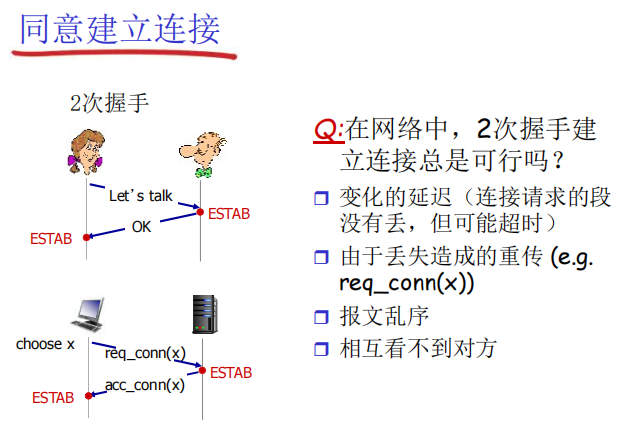 同意建立连接
2次握手
Let's talk
ESTAB
OK
ESTAB
choose x
req_conn(x)
ESTAB
acc_conn(x)
ESTAB
Q:在网络中，2次握手建
立连接总是可行吗？
变化的延迟（连接请求的段
没有丢，但可能超时）
由于丢失造成的重传 (e.g.
req_conn(x))
报文乱序
相互看不到对方